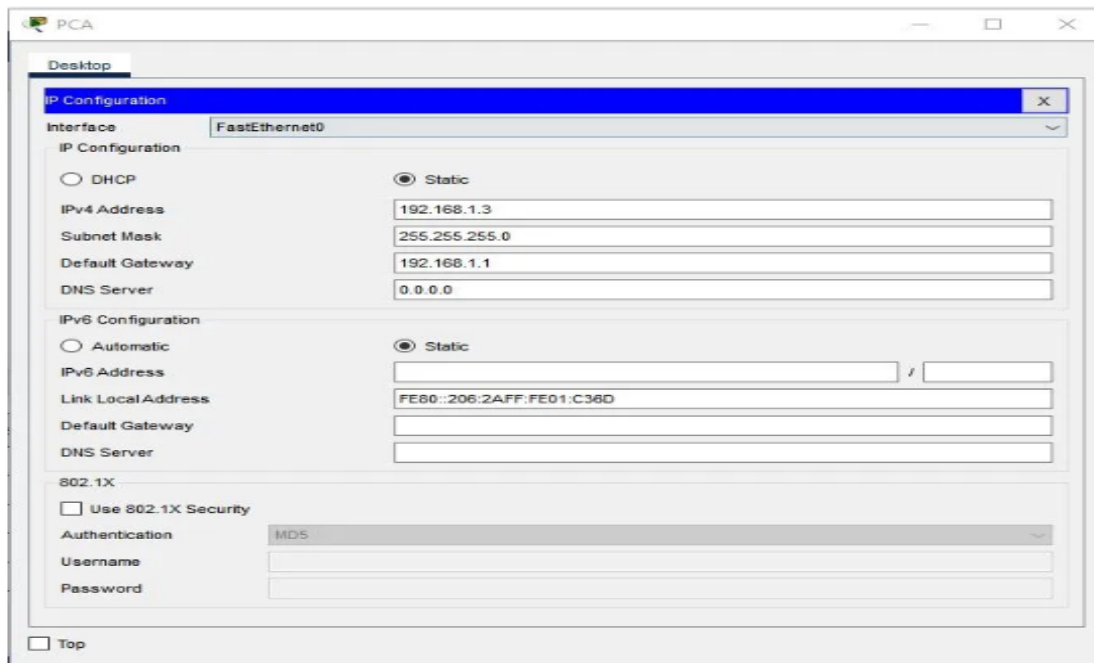 PCA
Desktop
IP Configuration X
Interface FastEthernet0
IP Configuration
DHCP Static
IPv4 Address 192.168.1.3
Subnet Mask 255.255.255.0
Default Gateway 192.168.1.1
DNS Server 0.0.0.0
IPv6 Configuration
Automatic Static
IPv6 Address /
Link Local Address FE80::206:2AFF:FE01:C36D
Default Gateway
DNS Server
802.1X
Use 802.1X Security
Authentication MD5
Username
Password
Top